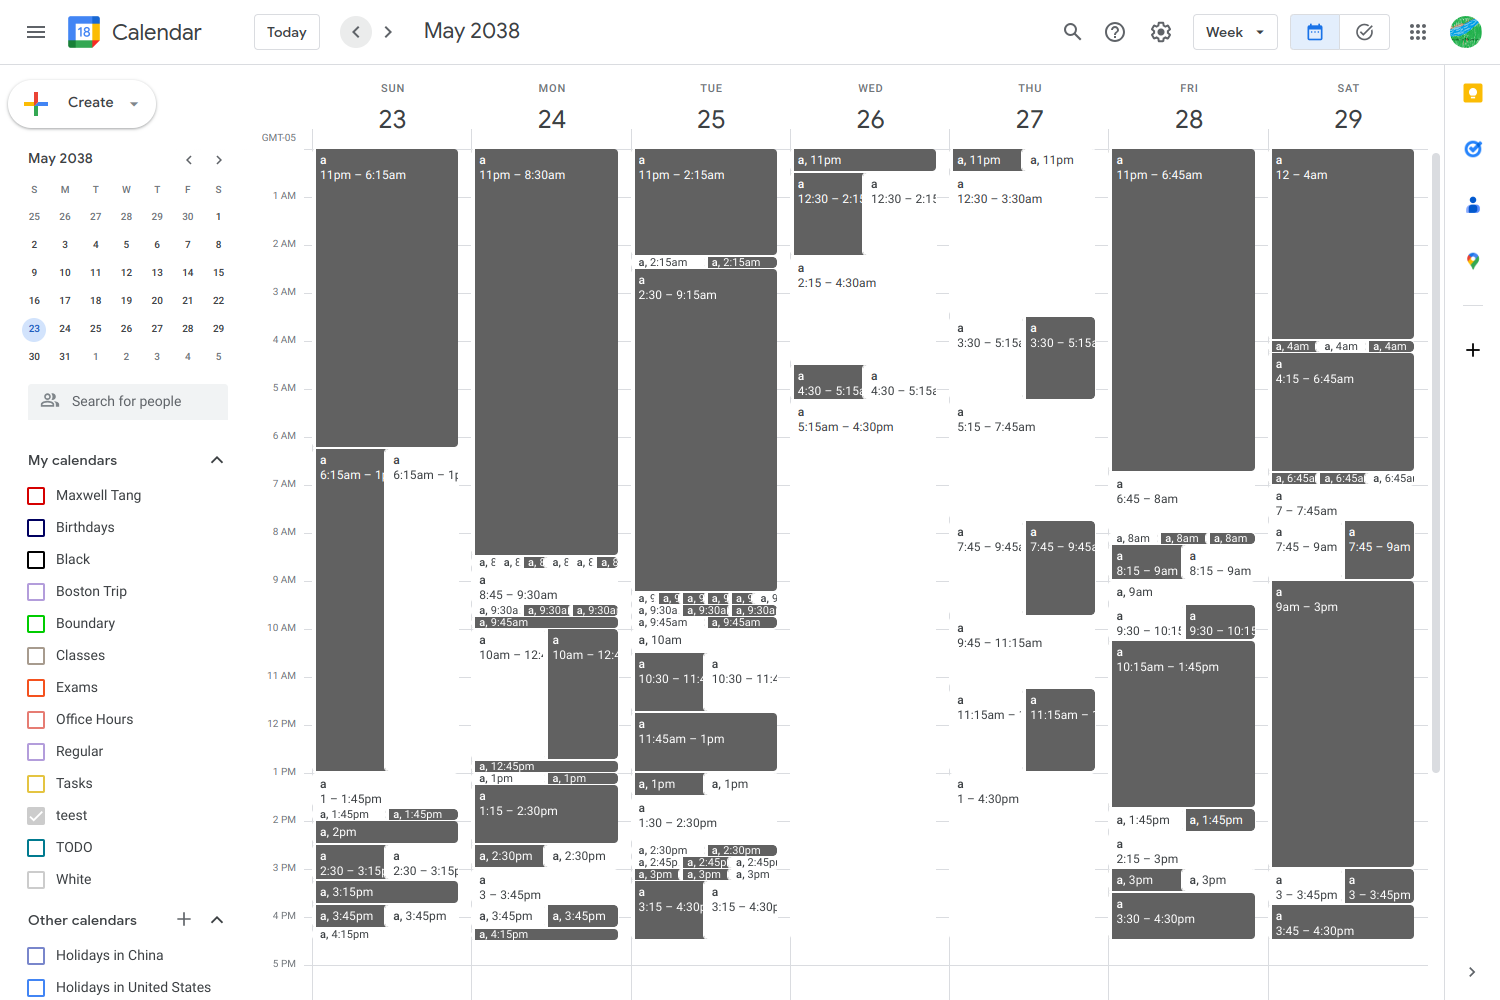 18 Calendar Today May 2038 Week
Create
May 2038
S M T W T F S
25 26 27 28 29 30 1
2 3 4 5 6 7 8
9 10 11 12 13 14 15
16 17 18 19 20 21 22
23 24 25 26 27 28 29
30 31 1 2 3 4 5
Search for people
My calendars
Maxwell Tang
Birthdays
Black
Boston Trip
Boundary
Classes
Exams
Office Hours
Regular
Tasks
teest
TODO
White
Other calendars
Holidays in China
Holidays in United States
GMT-05
1 AM
2 AM
3 AM
4 AM
5 AM
6 AM
7 AM
8 AM
9 AM
10 AM
11 AM
12 PM
1 PM
2 PM
3 PM
4 PM
5 PM
SUN
23
a
11pm – 6:15am
a
6:15am – 1p
a
6:15am – 1p
a
1 – 1:45pm
a, 1:45pm
a, 1:45pm
a, 2pm
a
2:30 – 3:15p
a
2:30 – 3:15p
a, 3:15pm
a, 3:45pm
a, 3:45pm
a, 4:15pm
MON
24
a
11pm – 8:30am
a, 8
a, 8
a, 8
a, 8
a, 8
a, 8
a
8:45 – 9:30am
a, 9:30a
a, 9:30a
a, 9:30a
a, 9:45am
a
10am – 12:4
a
10am – 12:4
a, 12:45pm
a, 1pm
a, 1pm
a
1:15 – 2:30pm
a, 2:30pm
a, 2:30pm
a
3 – 3:45pm
a, 3:45pm
a, 3:45pm
a, 4:15pm
TUE
25
a
11pm – 2:15am
a, 2:15am
a, 2:15am
a
2:30 – 9:15am
a, 9
a, 9
a, 9
a, 9
a, 9
a, 9
a, 9:30a
a, 9:30a
a, 9:30a
a, 9:45am
a, 9:45am
a, 10am
a
10:30 – 11:4
a
10:30 – 11:4
a
11:45am – 1pm
a, 1pm
a, 1pm
a
1:30 – 2:30pm
a, 2:30pm
a, 2:30pm
a, 2:45p
a, 2:45p
a, 2:45p
a, 3pm
a, 3pm
a, 3pm
a
3:15 – 4:30p
a
3:15 – 4:30p
WED
26
a, 11pm
a
12:30 – 2:15
a
12:30 – 2:15
a
2:15 – 4:30am
a
4:30 – 5:15a
a
4:30 – 5:15a
a
5:15am – 4:30pm
THU
27
a, 11pm
a, 11pm
a
12:30 – 3:30am
a
3:30 – 5:15a
a
3:30 – 5:15a
a
5:15 – 7:45am
a
7:45 – 9:45a
a
7:45 – 9:45a
a
9:45 – 11:15am
a
11:15am –
a
11:15am –
a
1 – 4:30pm
FRI
28
a
11pm – 6:45am
a
6:45 – 8am
a, 8am
a, 8am
a, 8am
a
8:15 – 9am
a
8:15 – 9am
a, 9am
a
9:30 – 10:15
a
9:30 – 10:15
a
10:15am – 1:45pm
a, 1:45pm
a, 1:45pm
a
2:15 – 3pm
a, 3pm
a, 3pm
a
3:30 – 4:30pm
SAT
29
a
12 – 4am
a, 4am
a, 4am
a, 4am
a
4:15 – 6:45am
a, 6:45a
a, 6:45a
a, 6:45a
a
7 – 7:45am
a
7:45 – 9am
a
7:45 – 9am
a
9am – 3pm
a
3 – 3:45pm
a
3 – 3:45pm
a
3:45 – 4:30pm